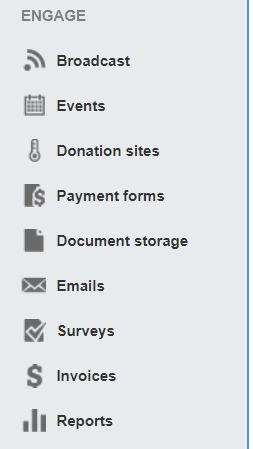 ENGAGE
Broadcast
Events
Donation sites
Payment forms
Document storage
Emails
Surveys
Invoices
Reports